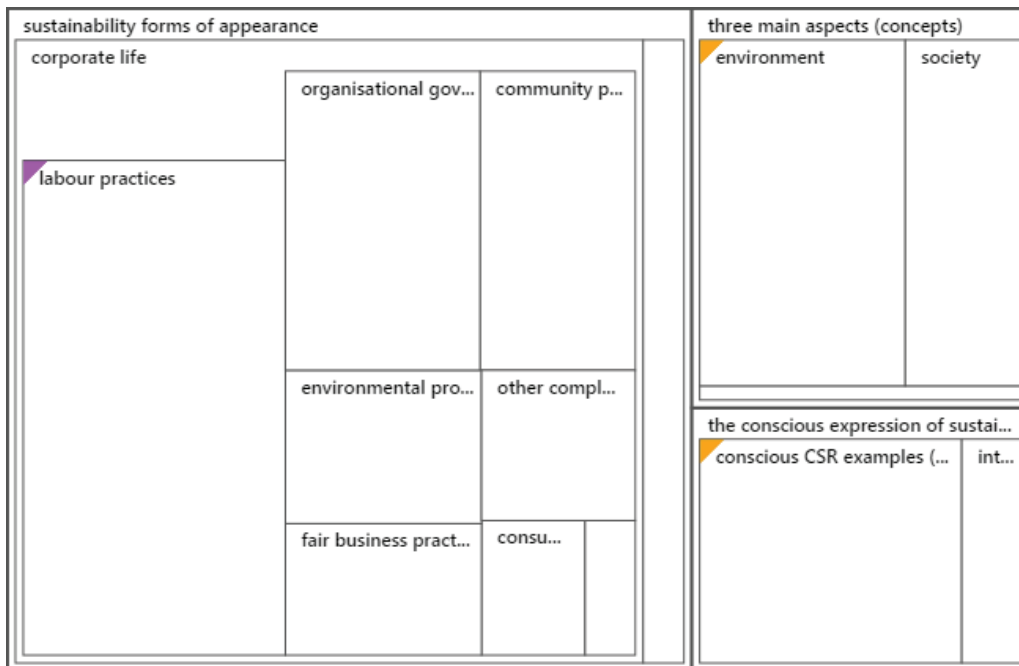 sustainability forms of appearance
corporate life
labour practices
organisational gov...
community p...
environmental pro...
other compl...
fair business pract...
consu...
three main aspects (concepts)
environment
society
the conscious expression of sustai...
conscious CSR examples (...
int...